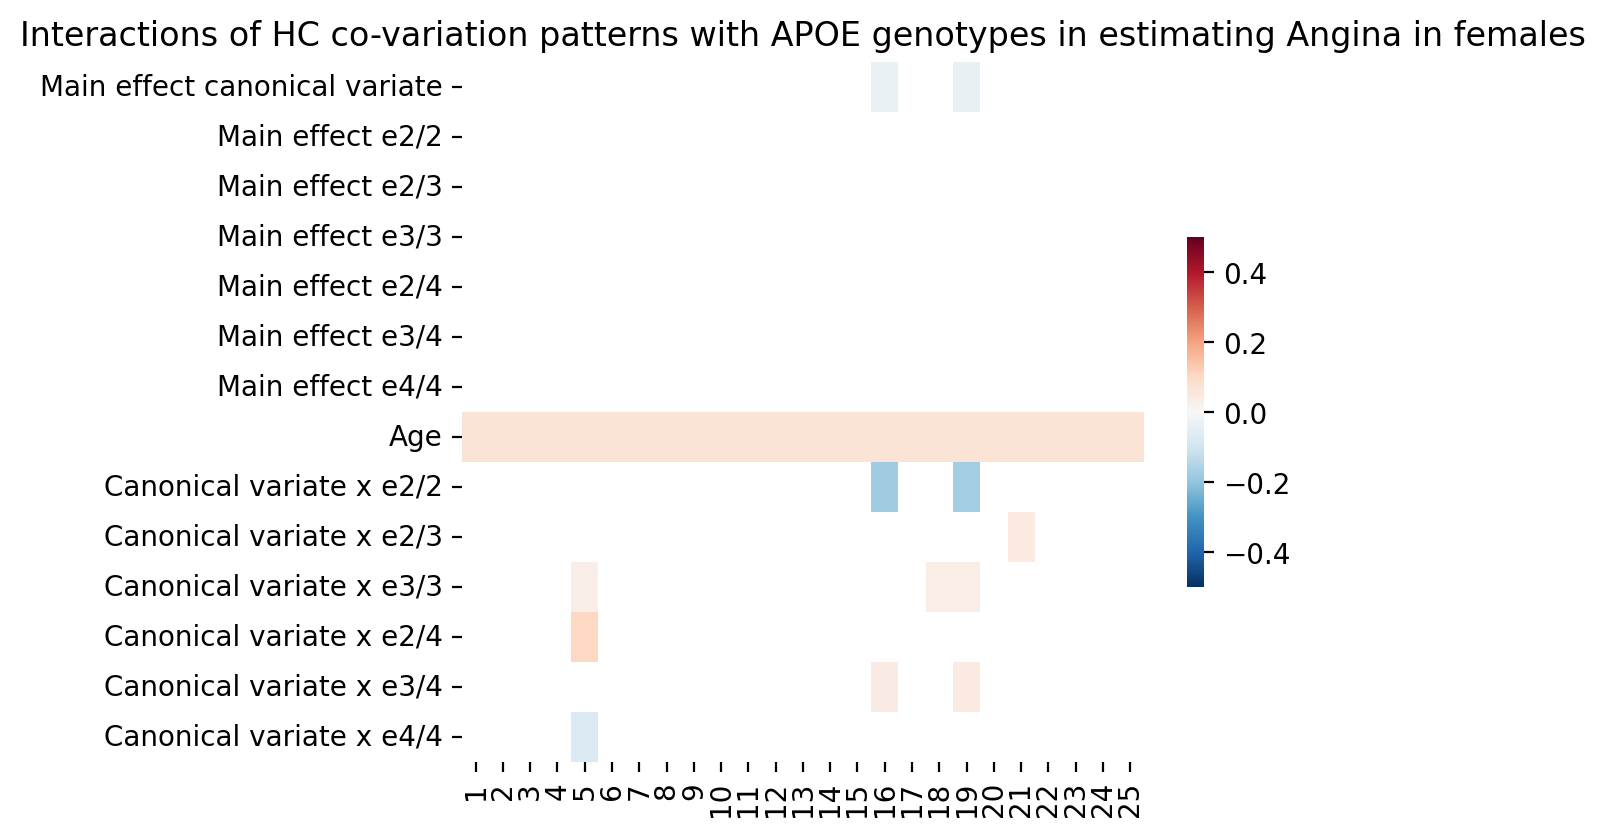 Interactions of HC co-variation patterns with APOE genotypes in estimating Angina in females
Main effect canonical variate
Main effect e2/2
Main effect e2/3
Main effect e3/3
Main effect e2/4
Main effect e3/4
Main effect e4/4
Age
Canonical variate x e2/2
Canonical variate x e2/3
Canonical variate x e3/3
Canonical variate x e2/4
Canonical variate x e3/4
Canonical variate x e4/4
1 2 3 4 5 6 7 8 9 10 11 12 13 14 15 16 17 18 19 20 21 22 23 24 25
0.4
0.2
0.0
−0.2
−0.4